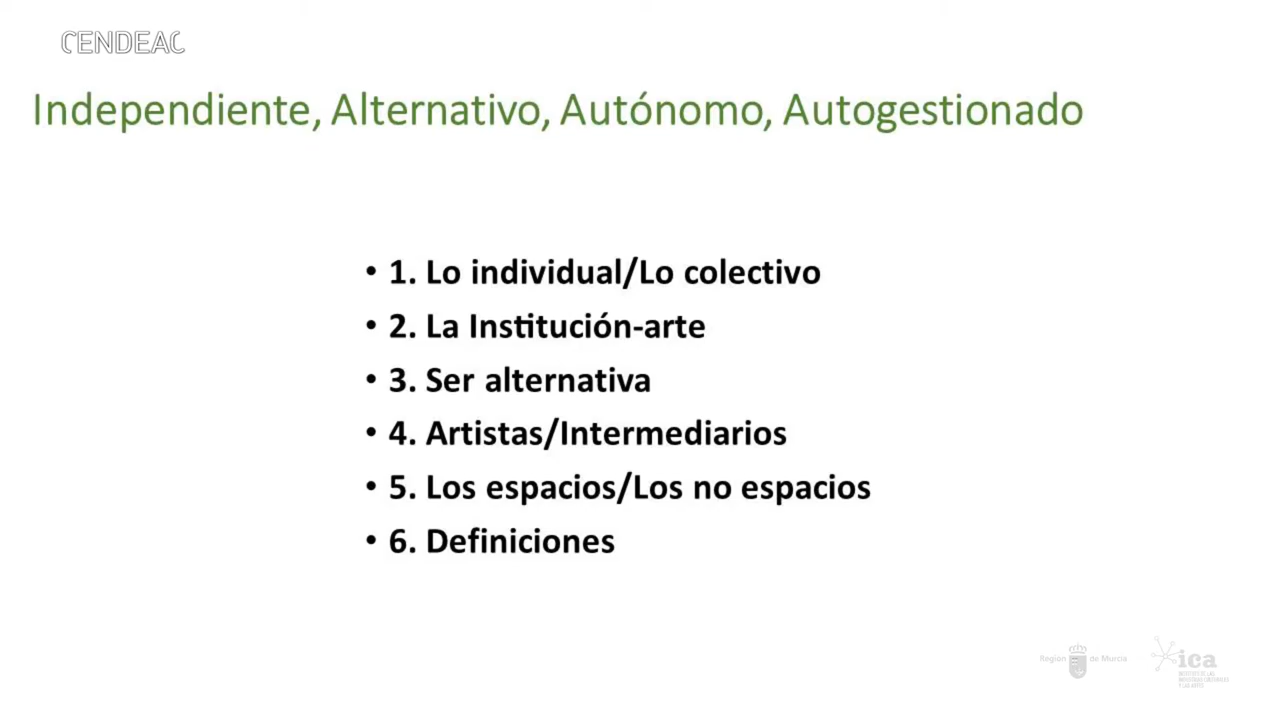 CENDEAC
Independiente, Alternativo, Autónomo, Autogestionado
• 1. Lo individual/Lo colectivo
• 2. La Institución-arte
• 3. Ser alternativa
• 4. Artistas/Intermediarios
• 5. Los espacios/Los no espacios
• 6. Definiciones
Región de Murcia
ica